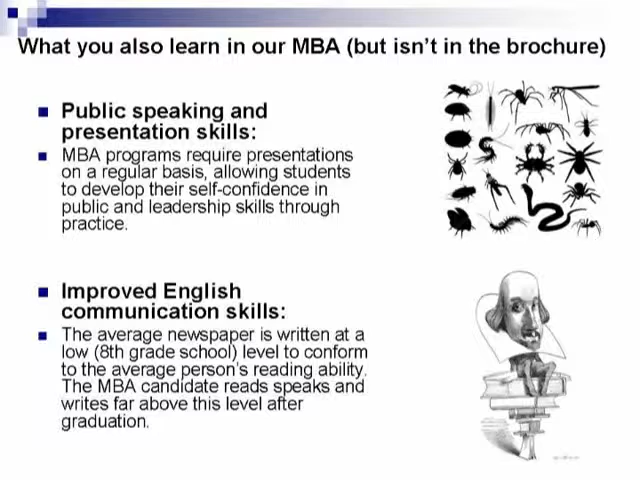 What you also learn in our MBA (but isn't in the brochure)
Public speaking and
presentation skills:
MBA programs require presentations
on a regular basis, allowing students
to develop their self-confidence in
public and leadership skills through
practice.
Improved English
communication skills:
The average newspaper is written at a
low (8th grade school) level to conform
to the average person's reading ability.
The MBA candidate reads speaks and
writes far above this level after
graduation.